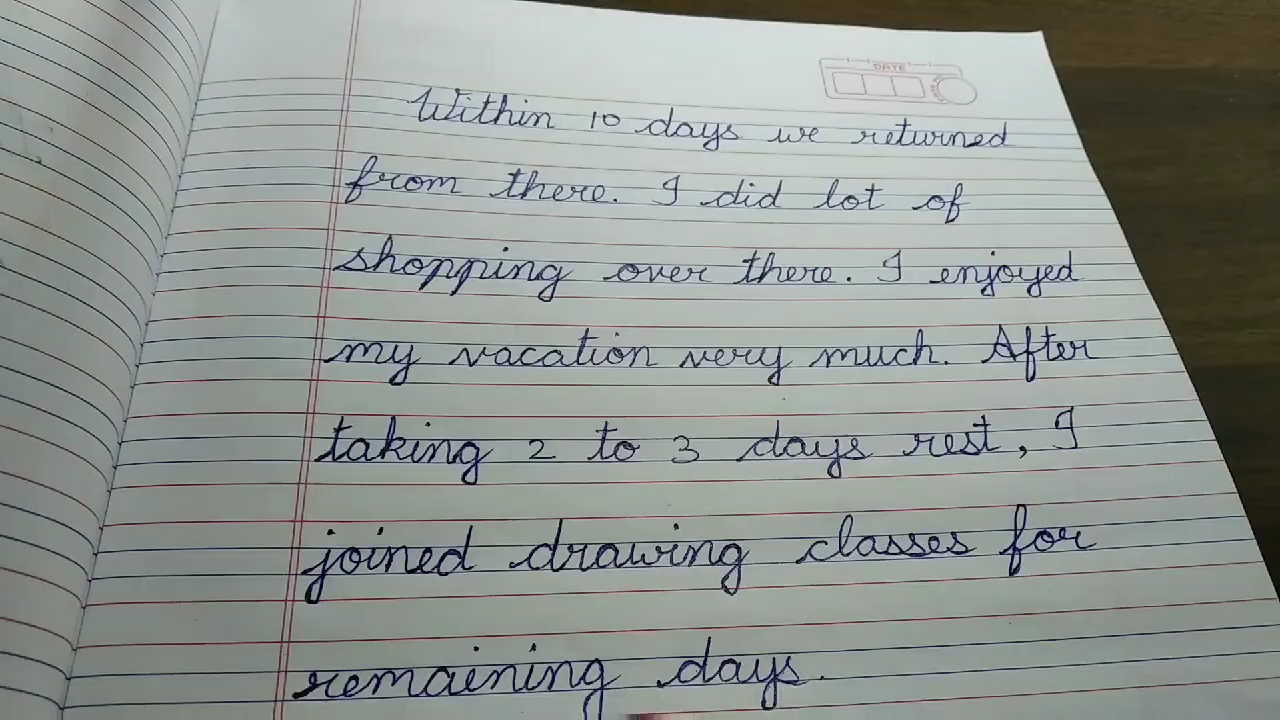 DATE
Within 10 days we returned
from there. I did lot of
shopping over there. I enjoyed
my vacation very much. After
taking 2 to 3 days rest, I
joined drawing classes for
remaining days.